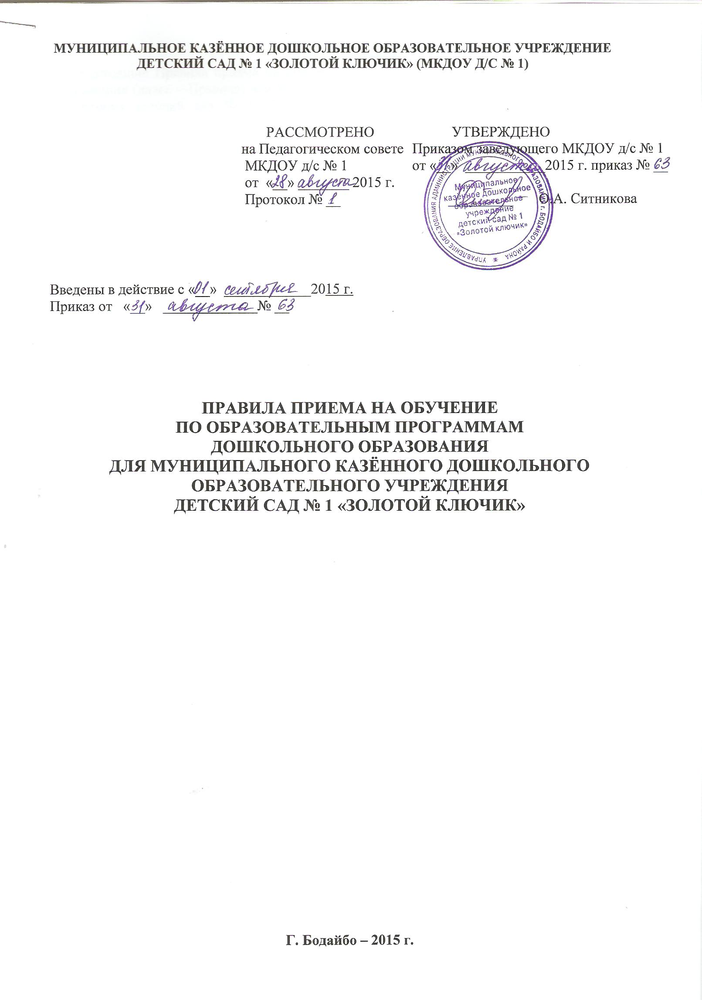 МУНИЦИПАЛЬНОЕ КАЗЁННОЕ ДОШКОЛЬНОЕ ОБРАЗОВАТЕЛЬНОЕ УЧРЕЖДЕНИЕ
ДЕТСКИЙ САД № 1 «ЗОЛОТОЙ КЛЮЧИК» (МКДОУ Д/С № 1)
РАССМОТРЕНО
на Педагогическом совете
МКДОУ д/с № 1
от «28» августа 2015 г.
Протокол № 1
УТВЕРЖДЕНО
Приказом заведующего МКДОУ д/с № 1
от «31» августа 2015 г. приказ № 63
О.А. Ситникова
УПРАВЛЕНИЕ ОБРАЗОВАНИЯ АДМИНИСТРАЦИИ МУНИЦИПАЛЬНОГО ОБРАЗОВАНИЯ г. БОДАЙБО И РАЙОНА
Муниципальное
казённое дошкольное
образовательное
учреждение
детский сад № 1
«Золотой ключик»
Введены в действие с «01» сентября 2015 г.
Приказ от «31» августа № 63
ПРАВИЛА ПРИЕМА НА ОБУЧЕНИЕ
ПО ОБРАЗОВАТЕЛЬНЫМ ПРОГРАММАМ
ДОШКОЛЬНОГО ОБРАЗОВАНИЯ
ДЛЯ МУНИЦИПАЛЬНОГО КАЗЁННОГО ДОШКОЛЬНОГО
ОБРАЗОВАТЕЛЬНОГО УЧРЕЖДЕНИЯ
ДЕТСКИЙ САД № 1 «ЗОЛОТОЙ КЛЮЧИК»
Г. Бодайбо – 2015 г.